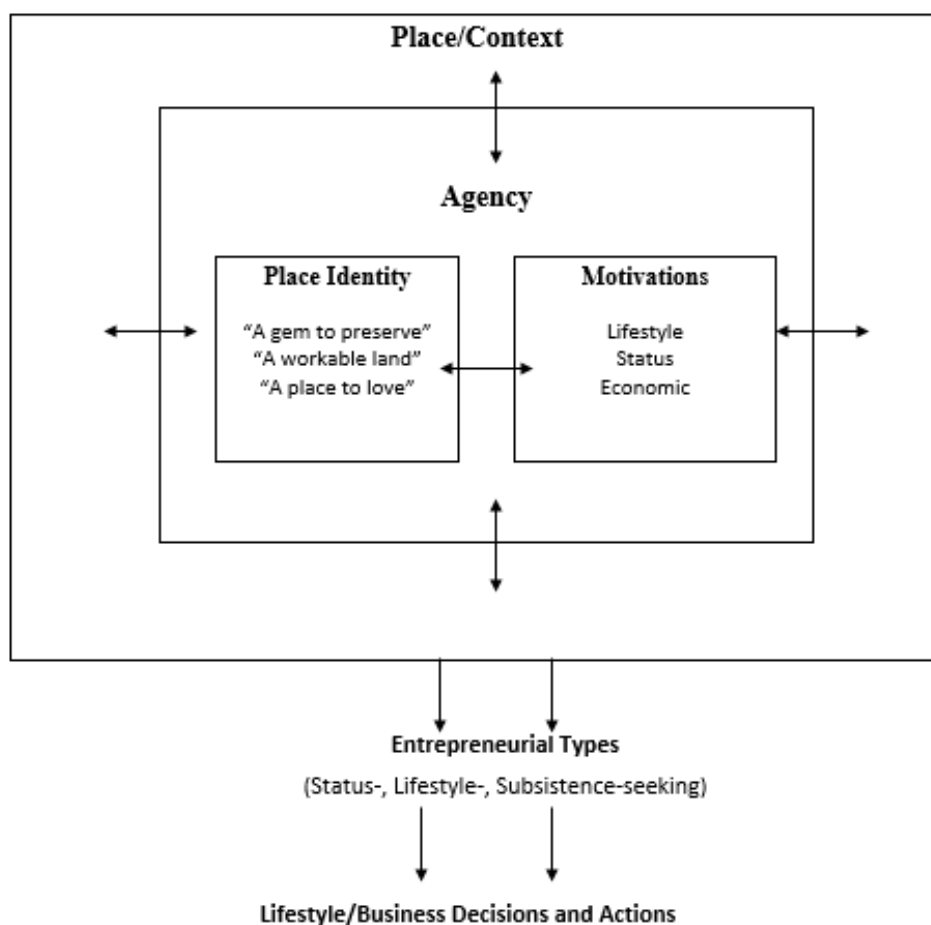 Place/Context
Agency
Place Identity
“A gem to preserve”
“A workable land”
“A place to love”
Motivations
Lifestyle
Status
Economic
Entrepreneurial Types
(Status-, Lifestyle-, Subsistence-seeking)
Lifestyle/Business Decisions and Actions